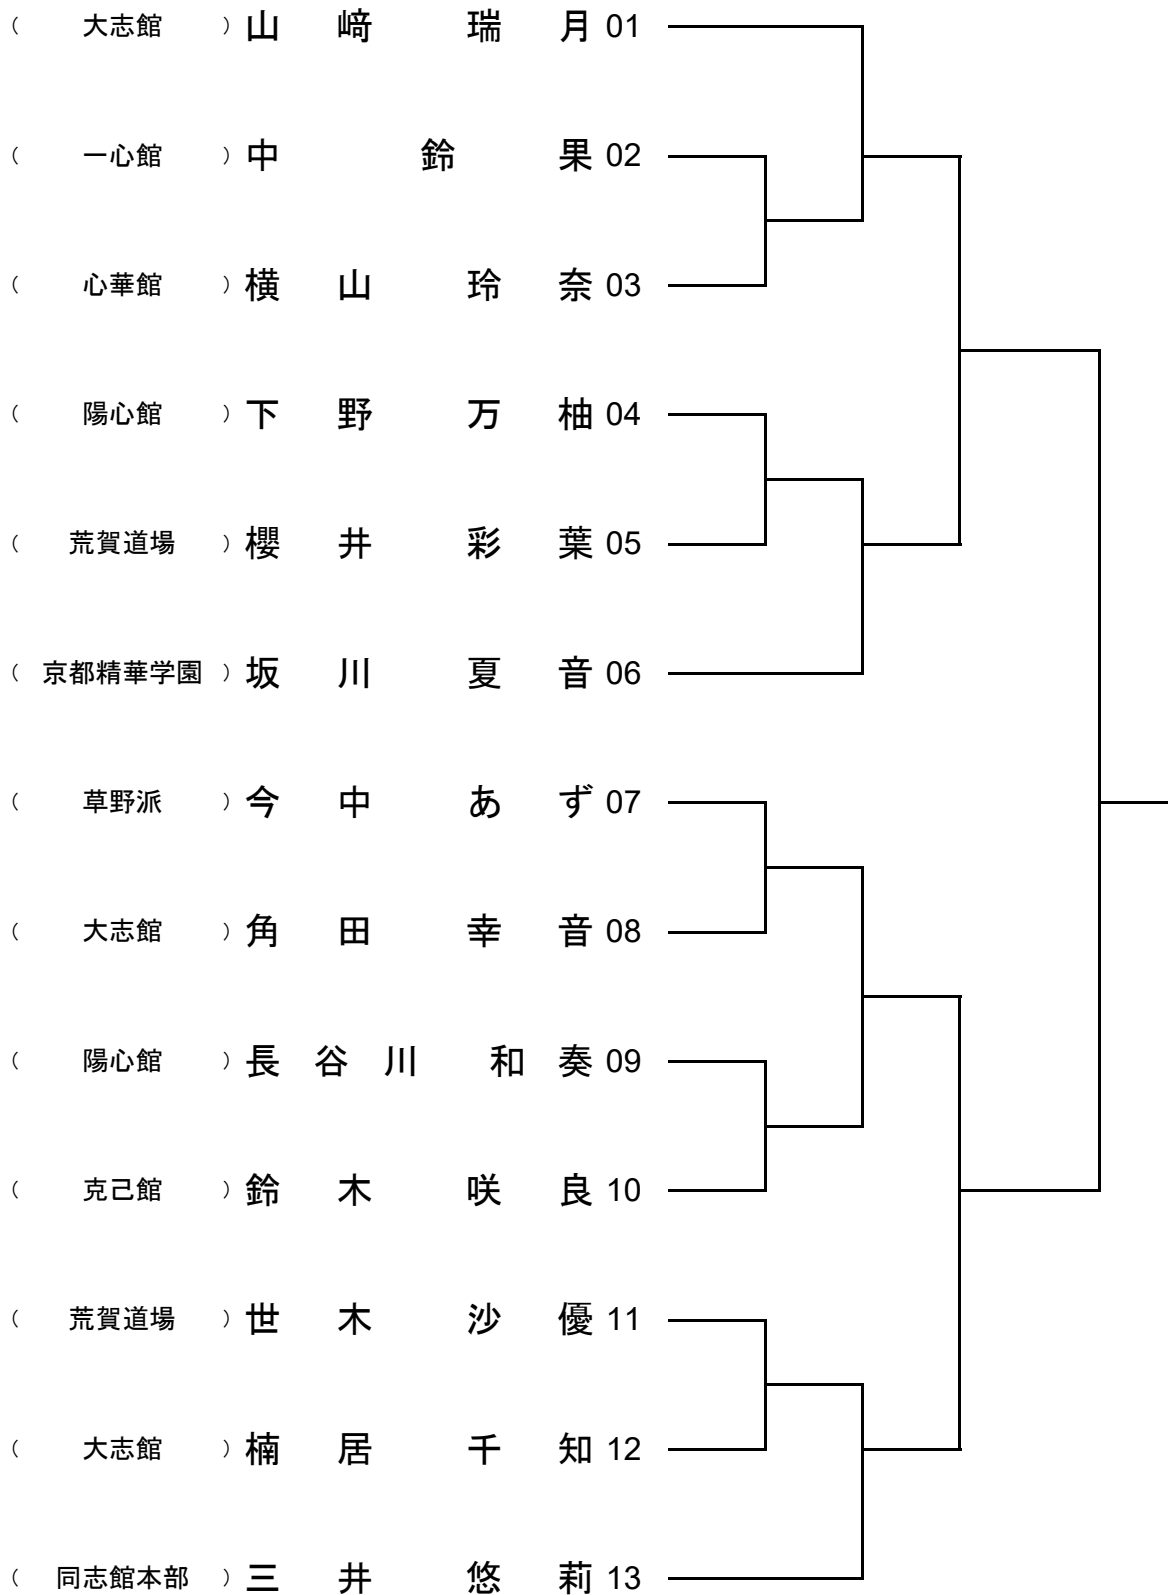 ( 大志館 ) 山 﨑 瑞 月 01
( 一心館 ) 中 鈴 果 02
( 心華館 ) 横 山 玲 奈 03
( 陽心館 ) 下 野 万 柚 04
( 荒賀道場 ) 櫻 井 彩 葉 05
( 京都精華学園 ) 坂 川 夏 音 06
( 草野派 ) 今 中 あ ず 07
( 大志館 ) 角 田 幸 音 08
( 陽心館 ) 長 谷 川 和 奏 09
( 克己館 ) 鈴 木 咲 良 10
( 荒賀道場 ) 世 木 沙 優 11
( 大志館 ) 楠 居 千 知 12
( 同志館本部 ) 三 井 悠 莉 13